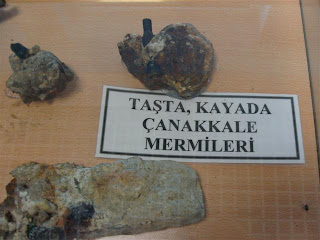 TAŞTA, KAYADA
ÇANAKKALE
MERMİLERİ